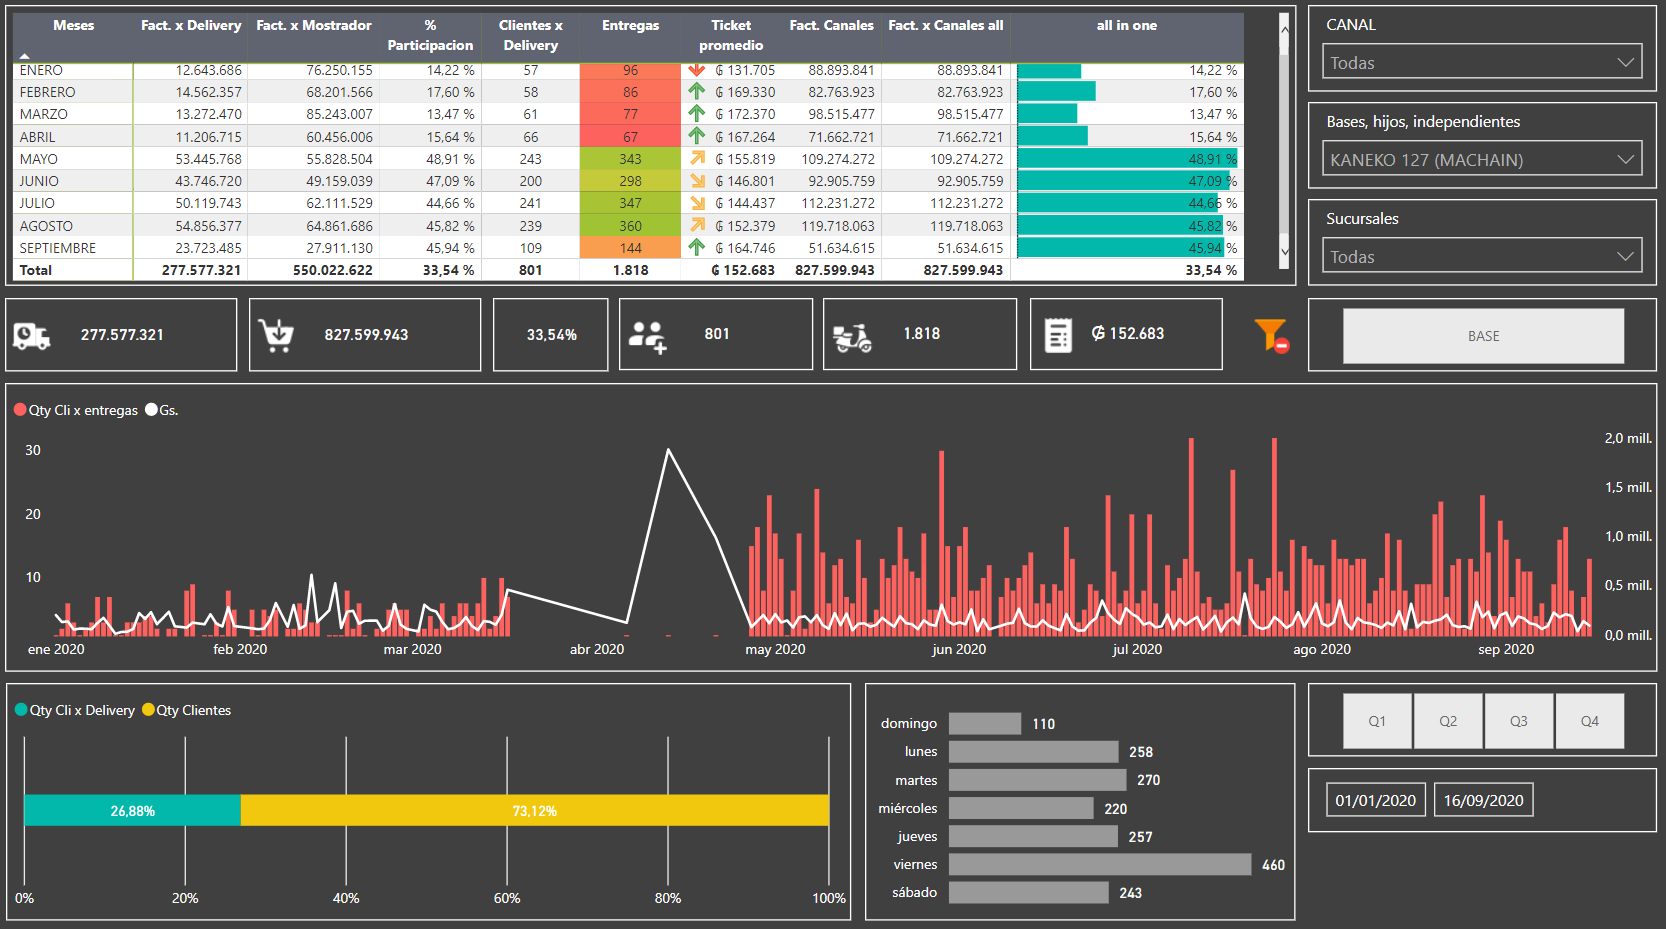 Meses Fact. x Delivery Fact. x Mostrador % Participacion Clientes x Delivery Entregas Ticket promedio Fact. Canales Fact. x Canales all all in one
ENERO 12.643.686 76.250.155 14,22 % 57 96 ₲ 131.705 88.893.841 88.893.841 14,22 %
FEBRERO 14.562.357 68.201.566 17,60 % 58 86 ₲ 169.330 82.763.923 82.763.923 17,60 %
MARZO 13.272.470 85.243.007 13,47 % 61 77 ₲ 172.370 98.515.477 98.515.477 13,47 %
ABRIL 11.206.715 60.456.006 15,64 % 66 67 ₲ 167.264 71.662.721 71.662.721 15,64 %
MAYO 53.445.768 55.828.504 48,91 % 243 343 ₲ 155.819 109.274.272 109.274.272 48,91 %
JUNIO 43.746.720 49.159.039 47,09 % 200 298 ₲ 146.801 92.905.759 92.905.759 47,09 %
JULIO 50.119.743 62.111.529 44,66 % 241 347 ₲ 144.437 112.231.272 112.231.272 44,66 %
AGOSTO 54.856.377 64.861.686 45,82 % 239 360 ₲ 152.379 119.718.063 119.718.063 45,82 %
SEPTIEMBRE 23.723.485 27.911.130 45,94 % 109 144 ₲ 164.746 51.634.615 51.634.615 45,94 %
Total 277.577.321 550.022.622 33,54 % 801 1.818 ₲ 152.683 827.599.943 827.599.943 33,54 %
CANAL
Todas
Bases, hijos, independientes
KANEKO 127 (MACHAIN)
Sucursales
Todas
277.577.321
827.599.943
33,54%
801
1.818
₲ 152.683
BASE
Qty Cli x entregas Gs.
30
20
10
2,0 mill.
1,5 mill.
1,0 mill.
0,5 mill.
0,0 mill.
ene 2020 feb 2020 mar 2020 abr 2020 may 2020 jun 2020 jul 2020 ago 2020 sep 2020
Qty Cli x Delivery Qty Clientes
26,88% 73,12%
0% 20% 40% 60% 80% 100%
domingo 110
lunes 258
martes 270
miércoles 220
jueves 257
viernes 460
sábado 243
Q1 Q2 Q3 Q4
01/01/2020 16/09/2020